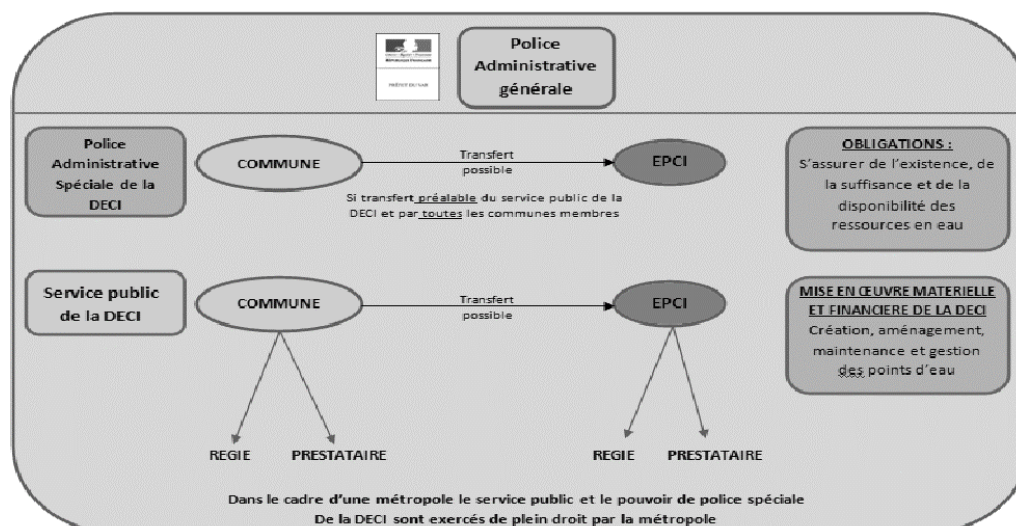 Police
Administrative
générale
RÉPUBLIQUE FRANÇAISE
PRÉFET DU VAR
Police
Administrative
Spéciale de la
DECI
COMMUNE
Transfert
possible
EPCI
Si transfert préalable du service public de la
DECI et par toutes les communes membres
OBLIGATIONS :
S’assurer de l’existence, de
la suffisance et de la
disponibilité des
ressources en eau
Service public
de la DECI
COMMUNE
Transfert
possible
EPCI
MISE EN ŒUVRE MATERIELLE
ET FINANCIERE DE LA DECI
Création, aménagement,
maintenance et gestion
des points d’eau
REGIE
PRESTATAIRE
REGIE
PRESTATAIRE
Dans le cadre d’une métropole le service public et le pouvoir de police spéciale
De la DECI sont exercés de plein droit par la métropole